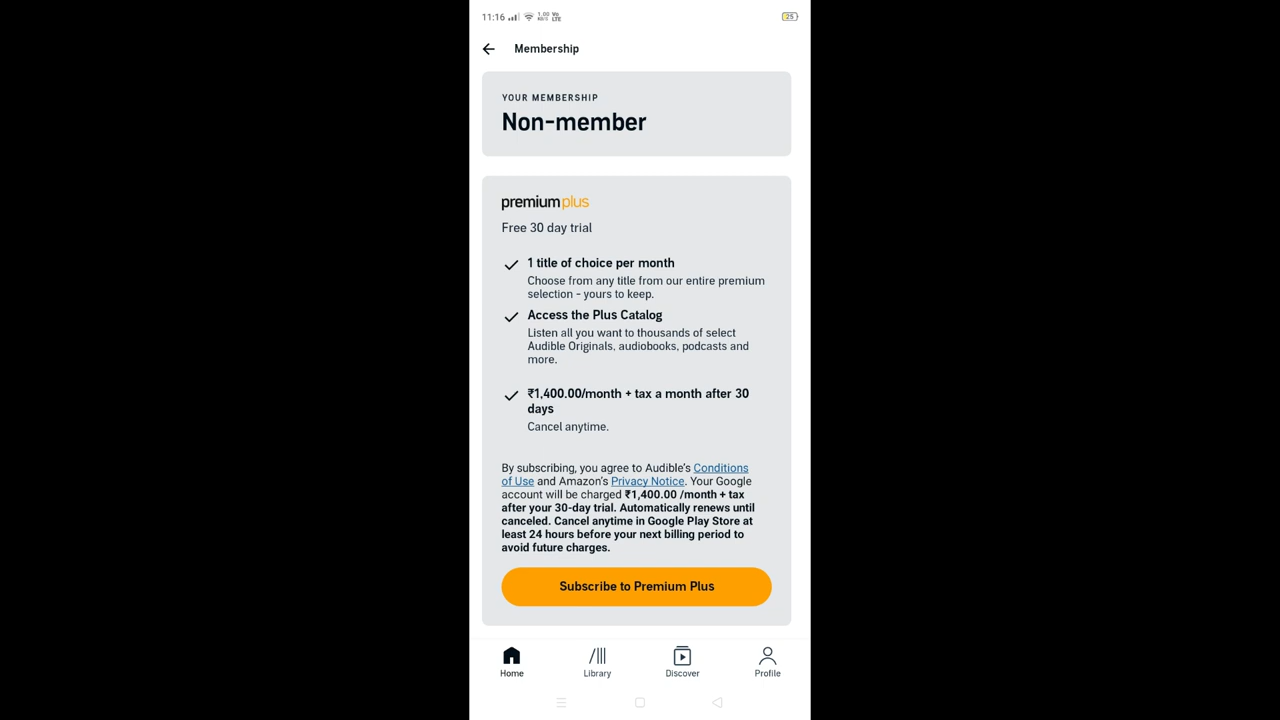 11:16 1.00 KB/S Vo LTE 25
Membership
YOUR MEMBERSHIP
Non-member
premium plus
Free 30 day trial
1 title of choice per month
Choose from any title from our entire premium
selection - yours to keep.
Access the Plus Catalog
Listen all you want to thousands of select
Audible Originals, audiobooks, podcasts and
more.
₹1,400.00/month + tax a month after 30
days
Cancel anytime.
By subscribing, you agree to Audible's Conditions
of Use and Amazon's Privacy Notice. Your Google
account will be charged ₹1,400.00 /month + tax
after your 30-day trial. Automatically renews until
canceled. Cancel anytime in Google Play Store at
least 24 hours before your next billing period to
avoid future charges.
Subscribe to Premium Plus
Home Library Discover Profile